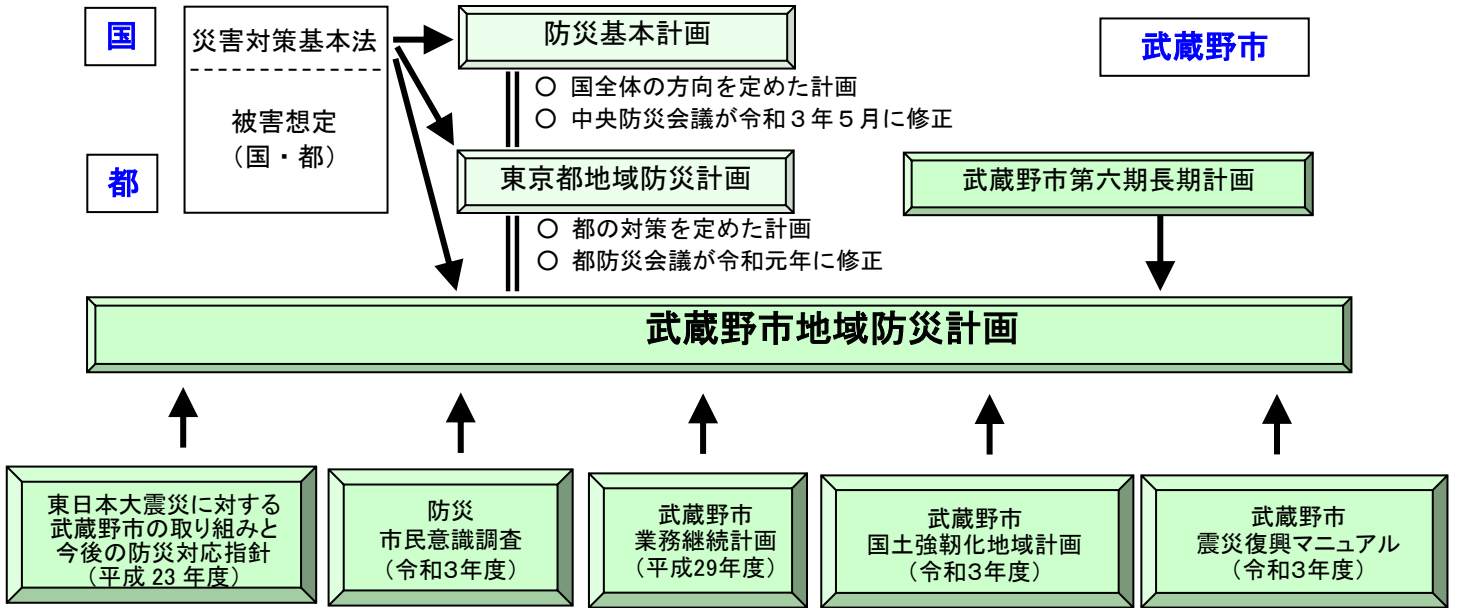 国
災害対策基本法
被害想定
（国・都）
防災基本計画
○ 国全体の方向を定めた計画
○ 中央防災会議が令和３年５月に修正
武蔵野市
都
東京都地域防災計画
○ 都の対策を定めた計画
○ 都防災会議が令和元年に修正
武蔵野市第六期長期計画
武蔵野市地域防災計画
東日本大震災に対する
武蔵野市の取り組みと
今後の防災対応指針
（平成 23 年度）
防災
市民意識調査
（令和３年度）
武蔵野市
業務継続計画
（平成29年度）
武蔵野市
国土強靭化地域計画
（令和３年度）
武蔵野市
震災復興マニュアル
（令和３年度）